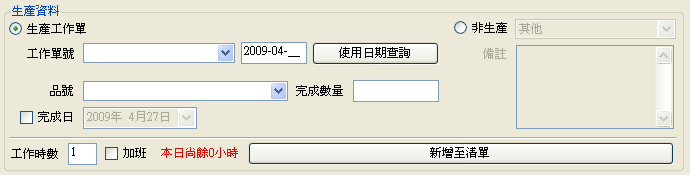 生產資料
生產工作單
非生產 其他
工作單號 2009-04-__ 使用日期查詢
備註
品號 完成數量
完成日 2009年 4月27日
工作時數 1 加班 本日尚餘0小時 新增至清單